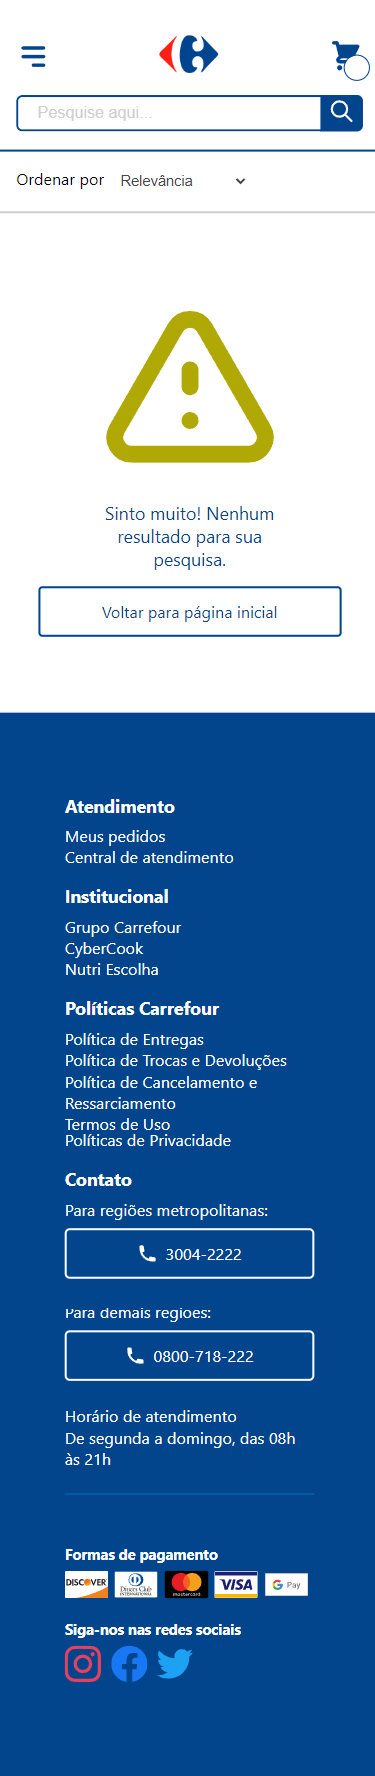 Pesquise aqui...
Ordenar por Relevância
Sinto muito! Nenhum
resultado para sua
pesquisa.
Voltar para página inicial
Atendimento
Meus pedidos
Central de atendimento
Institucional
Grupo Carrefour
CyberCook
Nutri Escolha
Políticas Carrefour
Política de Entregas
Política de Trocas e Devoluções
Política de Cancelamento e
Ressarciamento
Termos de Uso
Políticas de Privacidade
Contato
Para regiões metropolitanas:
3004-2222
Para demais regiões:
0800-718-222
Horário de atendimento
De segunda a domingo, das 08h
às 21h
Formas de pagamento
DISCOVER Diners Club INTERNATIONAL mastercard VISA G Pay
Siga-nos nas redes sociais